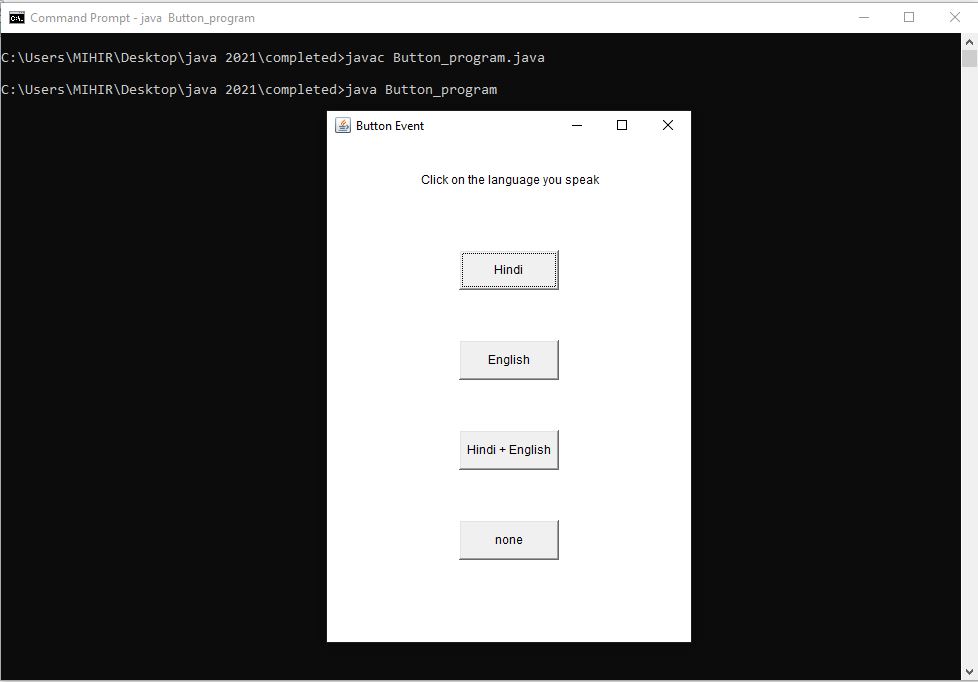 Command Prompt - java  Button_program
C:\Users\MIHIR\Desktop\java 2021\completed>javac Button_program.java
C:\Users\MIHIR\Desktop\java 2021\completed>java Button_program
Button Event
Click on the language you speak
Hindi
English
Hindi + English
none